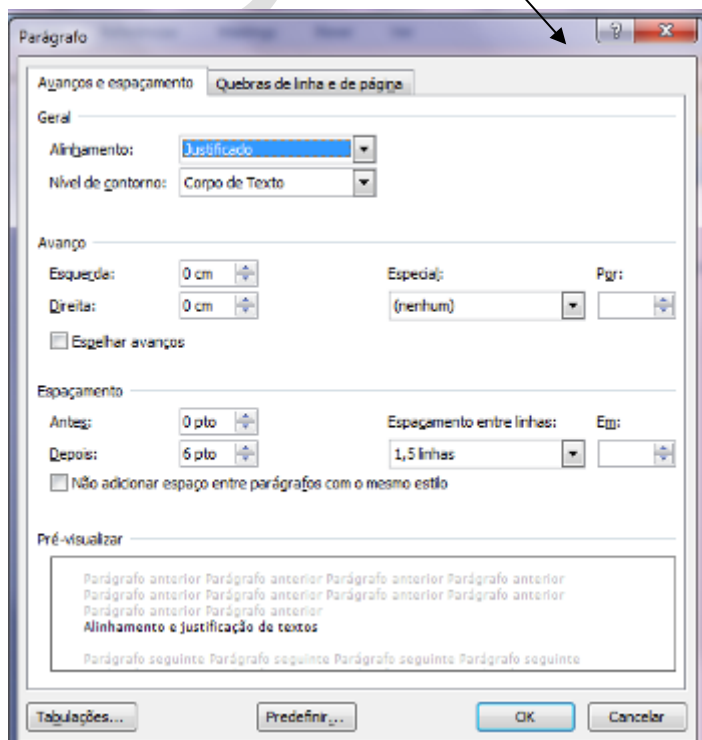 Parágrafo
Avanços e espaçamento Quebras de linha e de página
Geral
Alinhamento: Justificado
Nível de contorno: Corpo de Texto
Avanço
Esquerda: 0 cm Especial: Por:
Direita: 0 cm (nenhum)
Espelhar avanços
Espaçamento
Antes: 0 pto Espaçamento entre linhas: Em:
Depois: 6 pto 1,5 linhas
Não adicionar espaço entre parágrafos com o mesmo estilo
Pré-visualizar
Parágrafo anterior Parágrafo anterior Parágrafo anterior Parágrafo anterior
Parágrafo anterior Parágrafo anterior Parágrafo anterior Parágrafo anterior
Parágrafo anterior Parágrafo anterior
Alinhamento e justificação de textos
Parágrafo seguinte Parágrafo seguinte Parágrafo seguinte Parágrafo seguinte
Tabulações... Predefinir... OK Cancelar